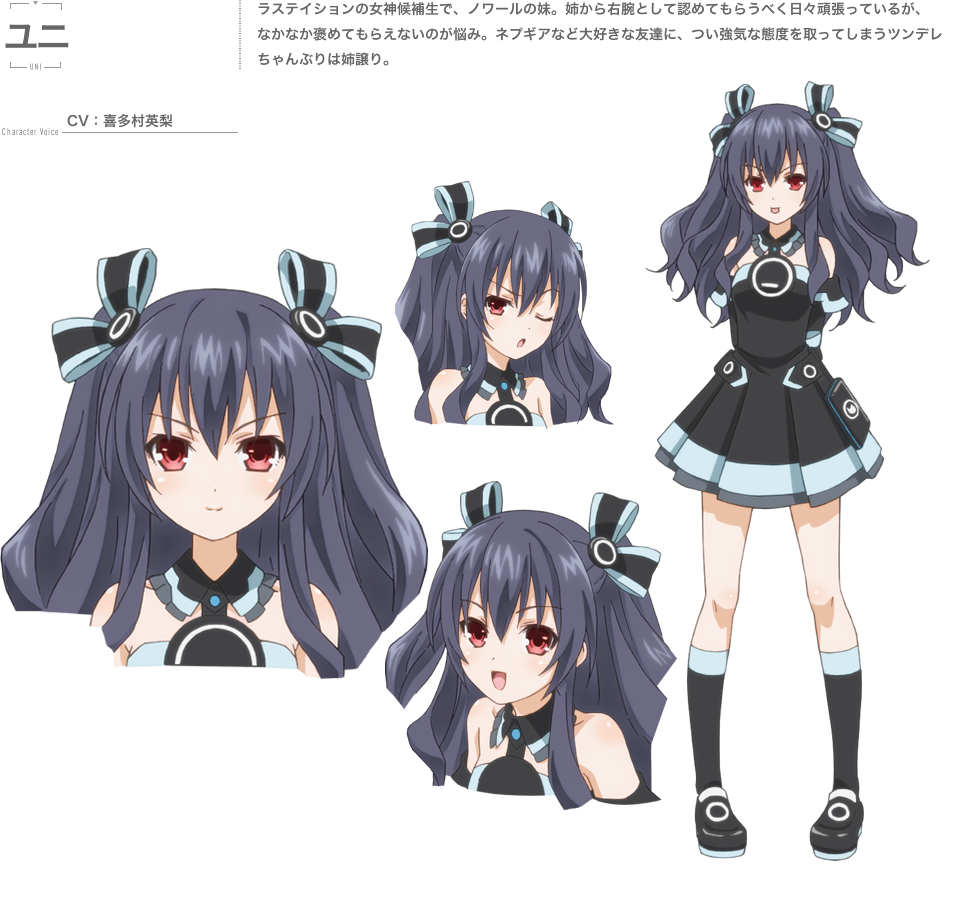 ユニ
UNI
ラステイションの女神候補生で、ノワールの妹。姉から右腕として認めてもらうべく日々頑張っているが、
なかなか褒めてもらえないのが悩み。ネプギアなど大好きな友達に、つい強気な態度を取ってしまうツンデレ
ちゃんぶりは姉譲り。
CV：喜多村英梨
Character Voice